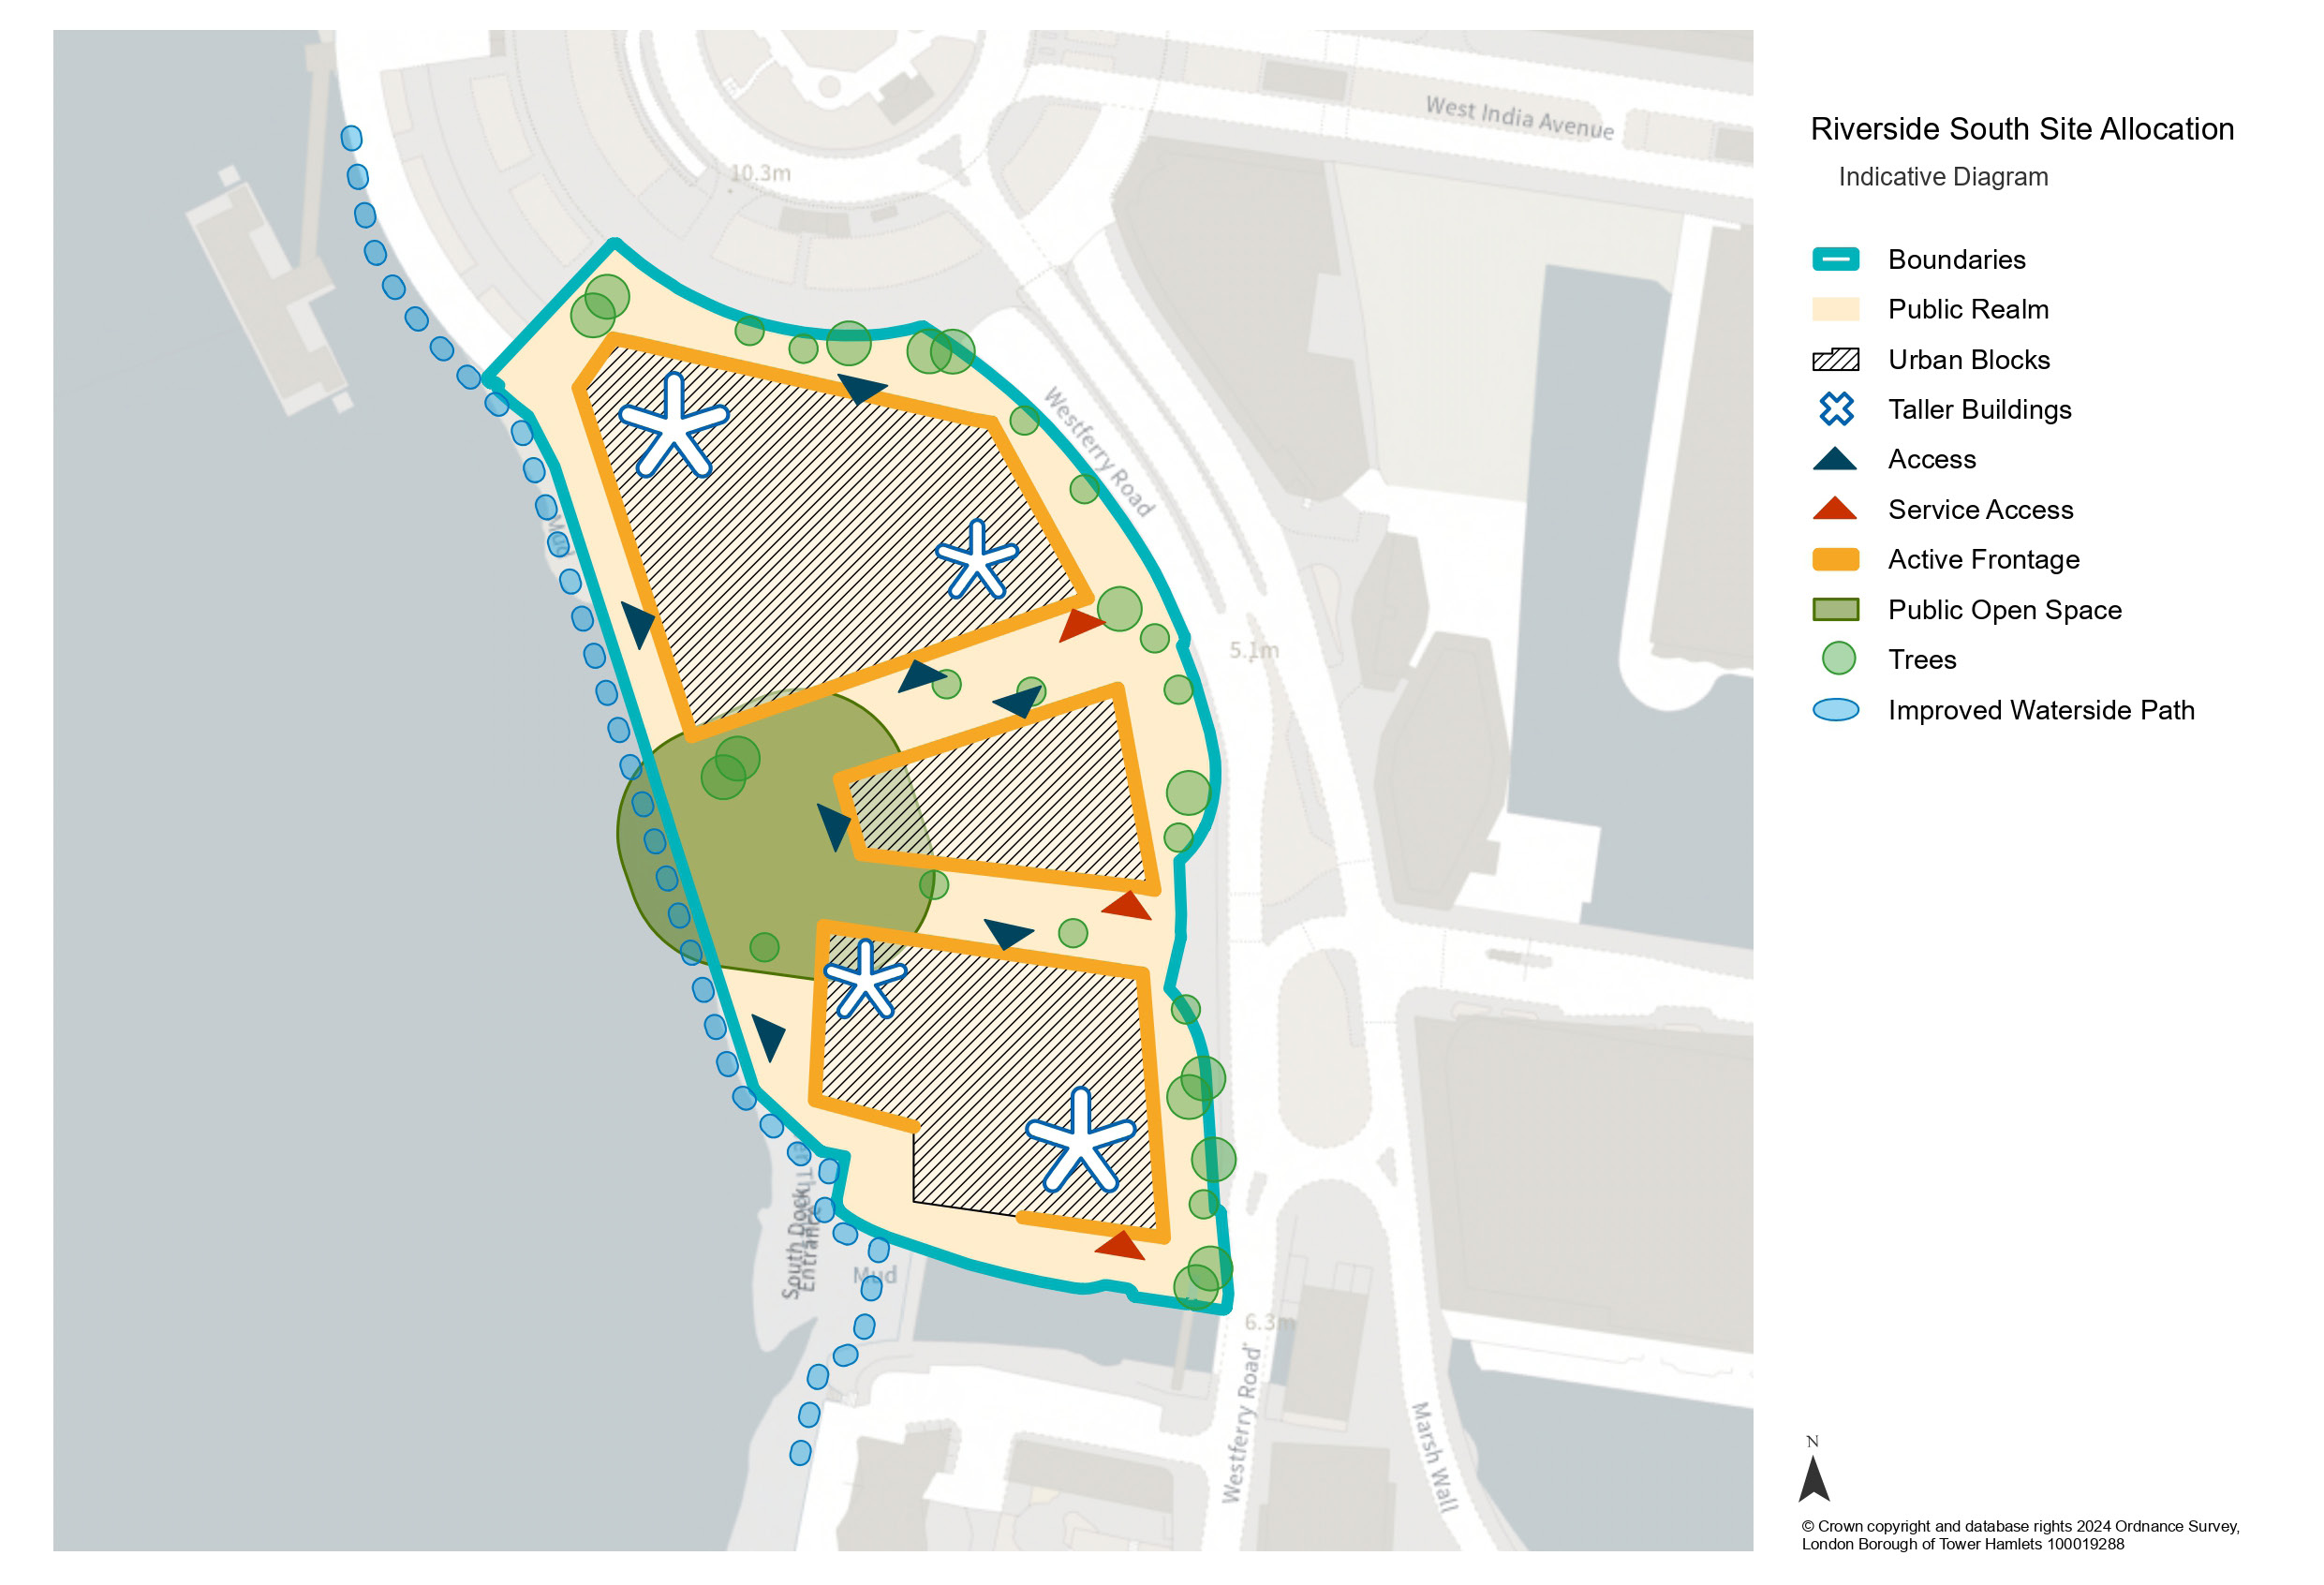 Riverside South Site Allocation
Indicative Diagram
Boundaries
Public Realm
Urban Blocks
Taller Buildings
Access
Service Access
Active Frontage
Public Open Space
Trees
Improved Waterside Path
West India Avenue
10.3m
Westferry Road
5.1m
South Dock
Entrance
Mud
6.3m
Westferry Road
Marsh Wall
N
© Crown copyright and database rights 2024 Ordnance Survey,
London Borough of Tower Hamlets 100019288